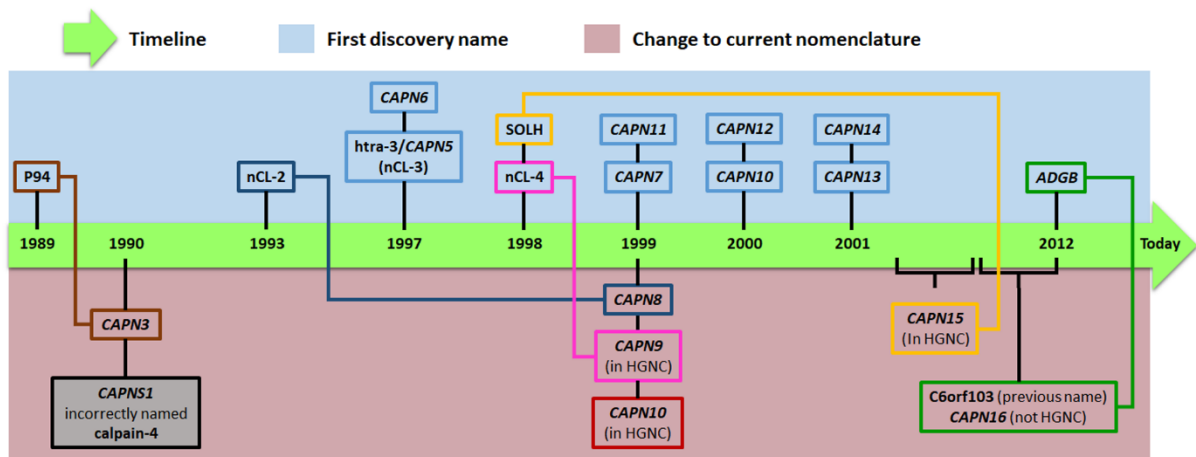 Timeline
First discovery name
Change to current nomenclature
CAPN6
SOLH
CAPN11
CAPN12
CAPN14
htra-3/CAPN5
(nCL-3)
P94
nCL-2
nCL-4
CAPN7
CAPN10
CAPN13
ADGB
1989
1990
1993
1997
1998
1999
2000
2001
2012
Today
CAPN8
CAPN3
CAPN15
(In HGNC)
CAPN9
(in HGNC)
CAPNS1
incorrectly named
calpain-4
C6orf103 (previous name)
CAPN16 (not HGNC)
CAPN10
(in HGNC)